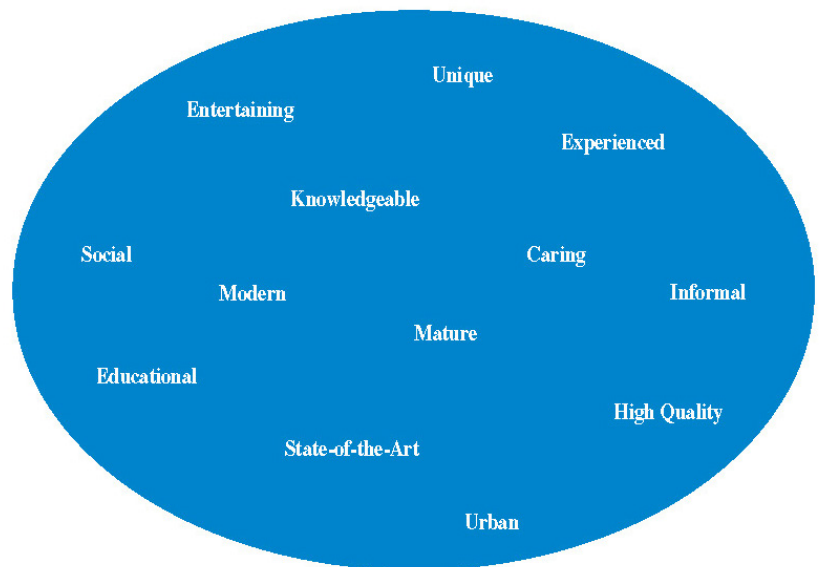 Unique
Entertaining
Experienced
Knowledgeable
Social
Caring
Modern
Informal
Mature
Educational
High Quality
State-of-the-Art
Urban